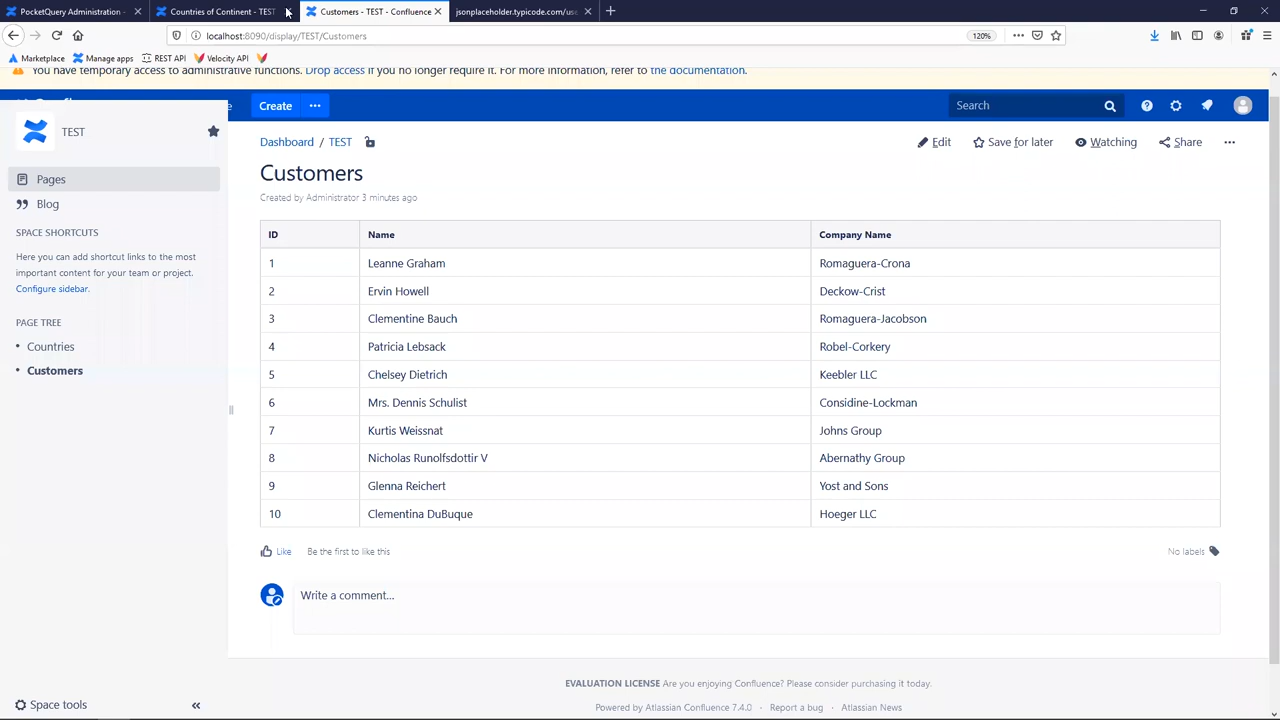 PocketQuery Administration -
Countries of Continent - TEST
Customers - TEST - Confluence
jsonplaceholder.typicode.com/use
localhost:8090/display/TEST/Customers
120%
Marketplace
Manage apps
REST API
Velocity API
You have temporary access to administrative functions. Drop access if you no longer require it. For more information, refer to the documentation.
Create
Search
TEST
Dashboard / TEST
Edit
Save for later
Watching
Share
Pages
Blog
SPACE SHORTCUTS
Here you can add shortcut links to the most
important content for your team or project.
Configure sidebar.
PAGE TREE
Countries
Customers
Space tools
Customers
Created by Administrator 3 minutes ago
ID Name Company Name
1 Leanne Graham Romaguera-Crona
2 Ervin Howell Deckow-Crist
3 Clementine Bauch Romaguera-Jacobson
4 Patricia Lebsack Robel-Corkery
5 Chelsey Dietrich Keebler LLC
6 Mrs. Dennis Schulist Considine-Lockman
7 Kurtis Weissnat Johns Group
8 Nicholas Runolfsdottir V Abernathy Group
9 Glenna Reichert Yost and Sons
10 Clementina DuBuque Hoeger LLC
Like Be the first to like this
No labels
Write a comment...
EVALUATION LICENSE Are you enjoying Confluence? Please consider purchasing it today.
Powered by Atlassian Confluence 7.4.0 · Report a bug · Atlassian News